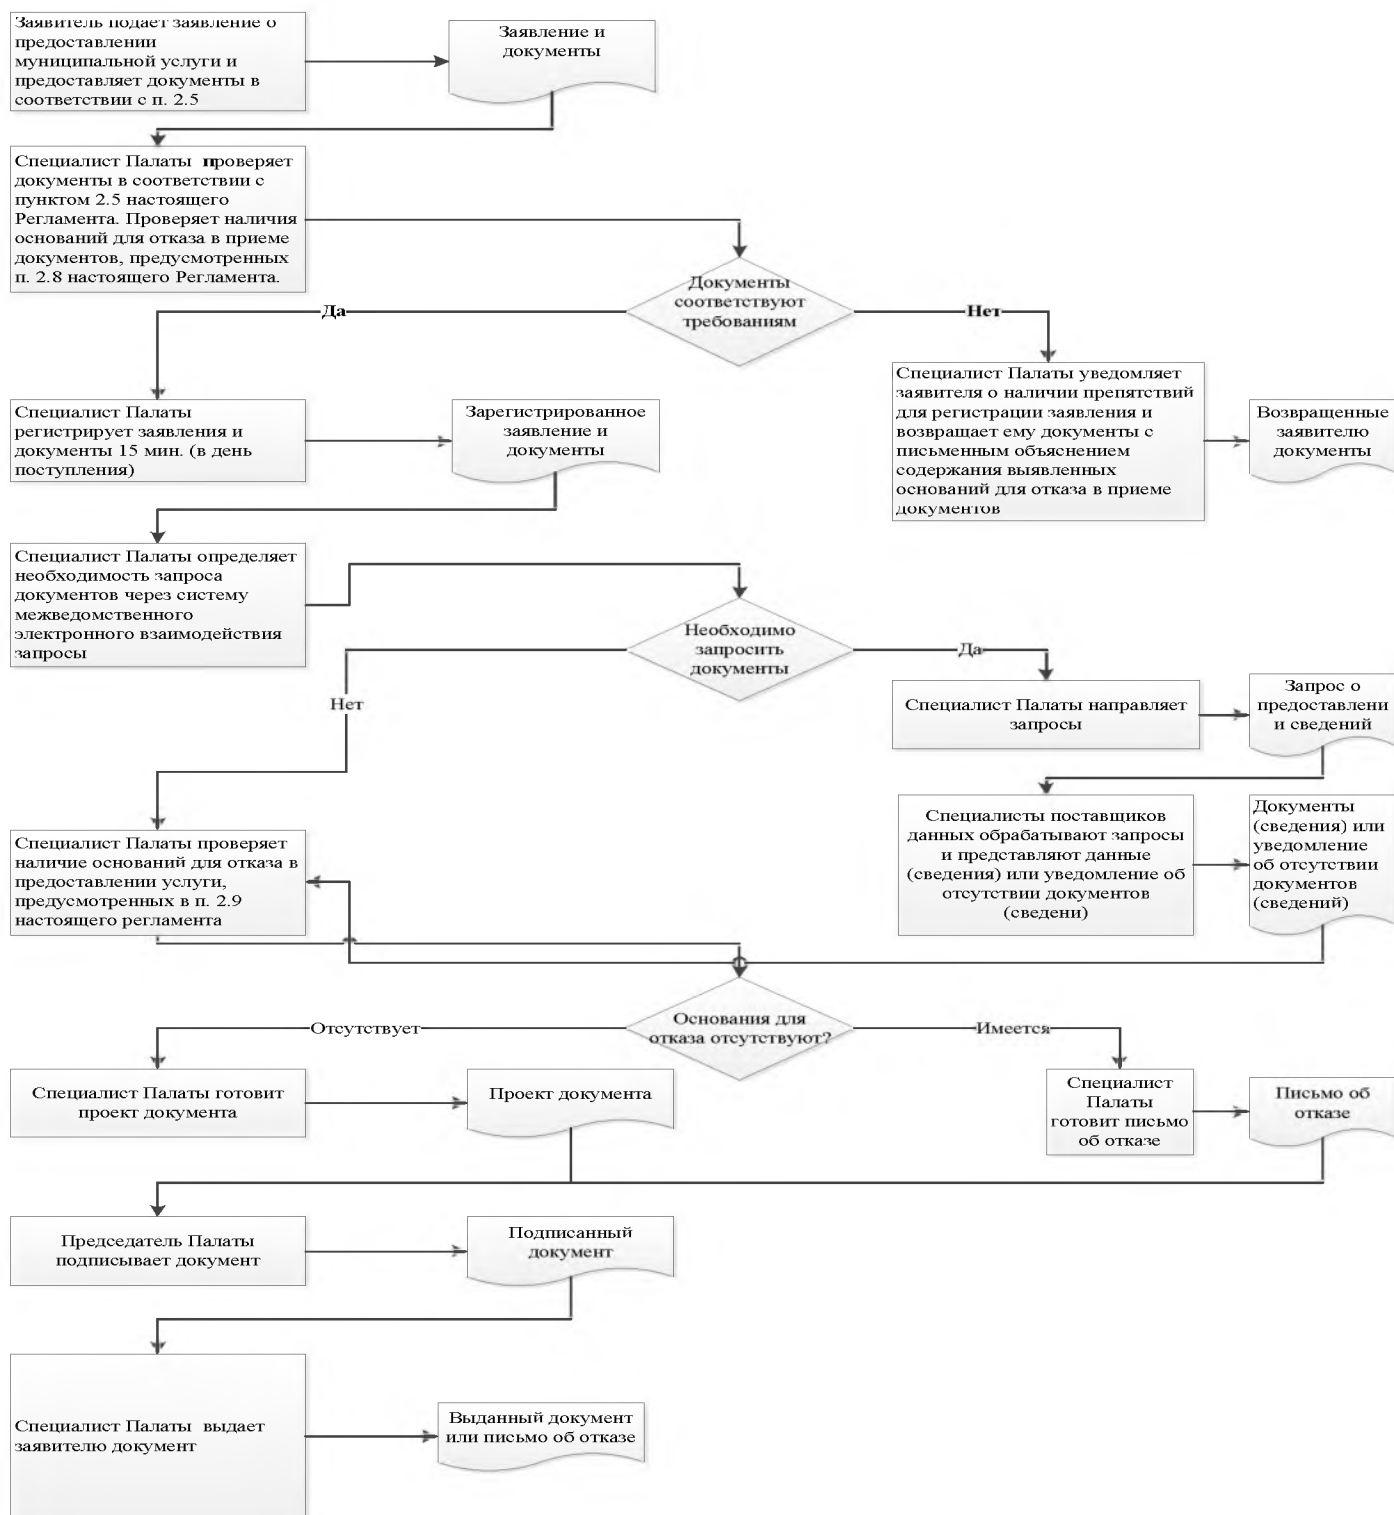 Заявитель подает заявление о
предоставлении
муниципальной услуги и
предоставляет документы в
соответствии с п. 2.5
Заявление и
документы
Специалист Палаты проверяет
документы в соответствии с
пунктом 2.5 настоящего
Регламента. Проверяет наличия
оснований для отказа в приеме
документов, предусмотренных
п. 2.8 настоящего Регламента.
Документы
соответствуют
требованиям
Да
Нет
Специалист Палаты
регистрирует заявления и
документы 15 мин. (в день
поступления)
Зарегистрированное
заявление и
документы
Специалист Палаты уведомляет
заявителя о наличии препятствий
для регистрации заявления и
возвращает ему документы с
письменным объяснением
содержания выявленных
оснований для отказа в приеме
документов
Возвращенные
заявителю
документы
Специалист Палаты определяет
необходимость запроса
документов через систему
межведомственного
электронного взаимодействия
запросы
Необходимо
запросить
документы
Да
Нет
Специалист Палаты направляет
запросы
Запрос о
предоставлени
и сведений
Специалисты поставщиков
данных обрабатывают запросы
и представляют данные
(сведения) или уведомление об
отсутствии документов
(сведени)
Документы
(сведения) или
уведомление
об отсутствии
документов
(сведений)
Специалист Палаты проверяет
наличие оснований для отказа в
предоставлении услуги,
предусмотренных в п. 2.9
настоящего регламента
Основания для
отказа отсутствуют?
Отсутствует
Имеется
Специалист Палаты готовит
проект документа
Проект документа
Специалист
Палаты
готовит письмо
об отказе
Письмо об
отказе
Председатель Палаты
подписывает документ
Подписанный
документ
Специалист Палаты выдает
заявителю документ
Выданный документ
или письмо об отказе